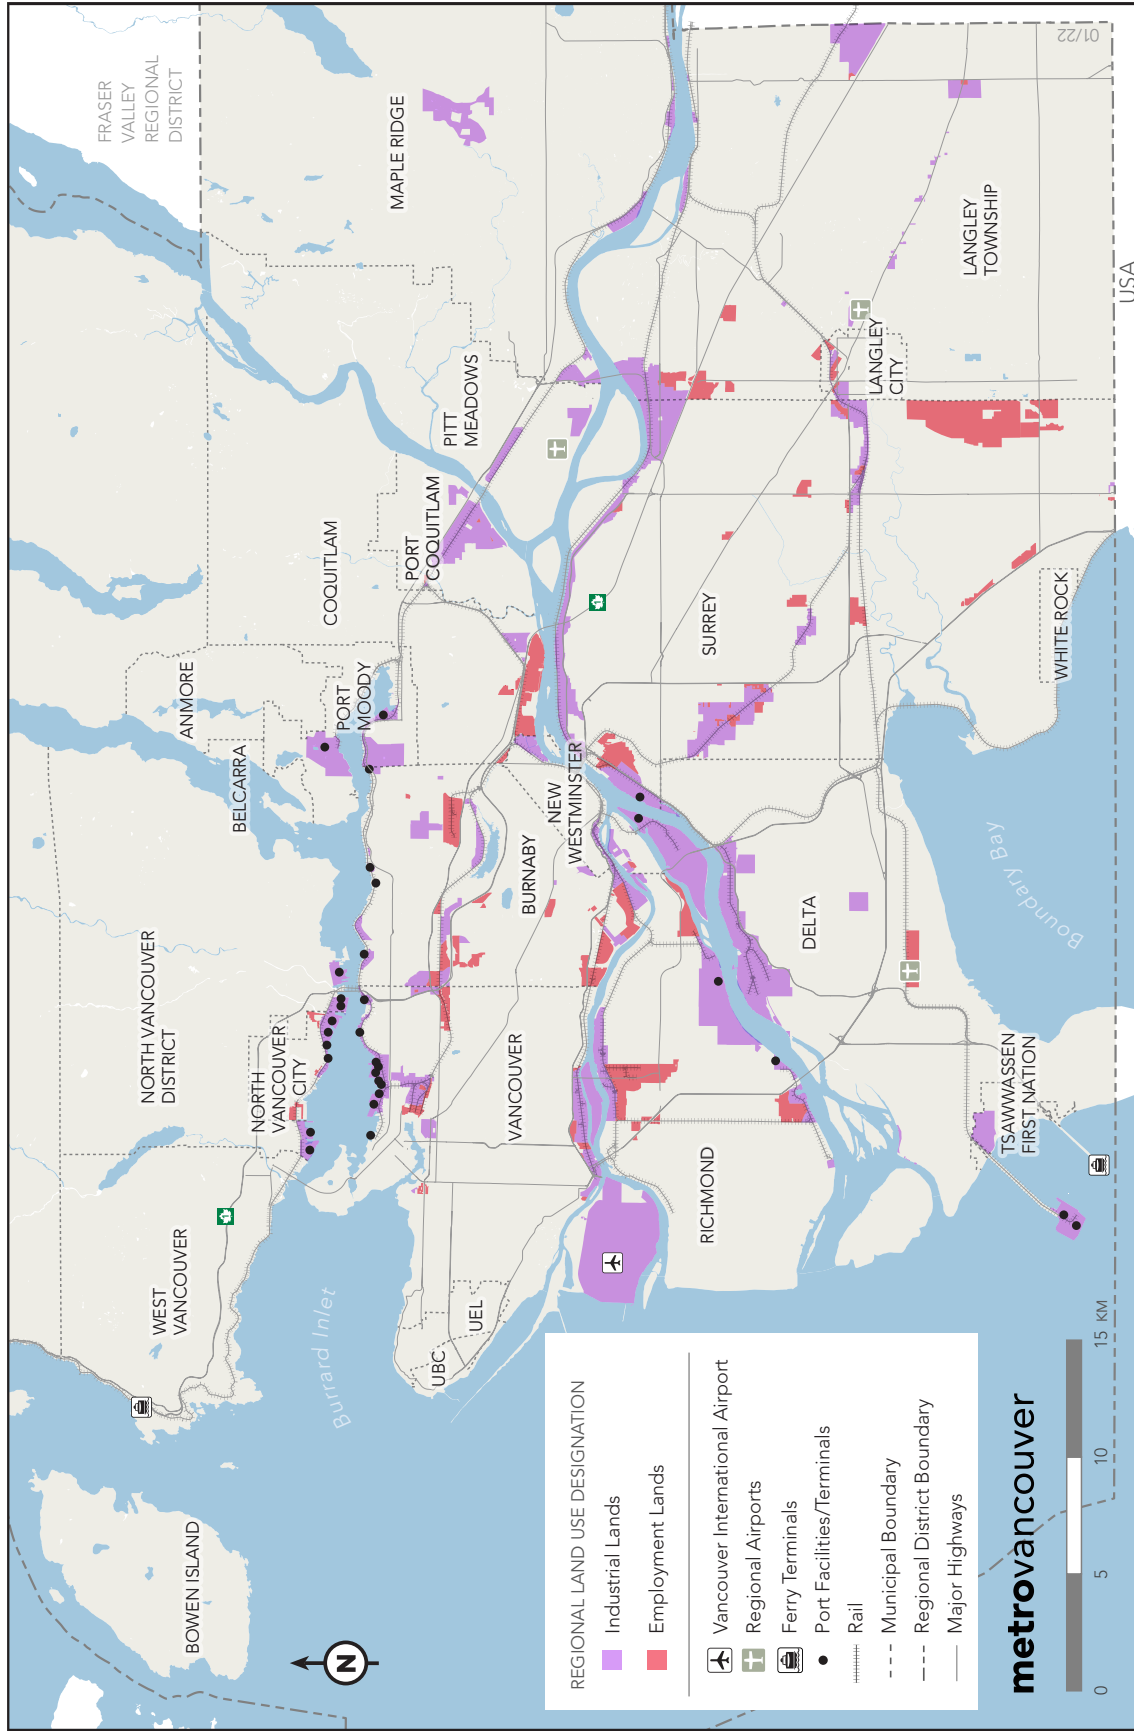 FRASER
VALLEY
REGIONAL
DISTRICT
MAPLE RIDGE
PITT
MEADOWS
COQUITLAM
PORT
COQUITLAM
ANMORE
BELCARRA
PORT
MOODY
NORTH VANCOUVER
DISTRICT
NORTH
VANCOUVER
CITY
WEST
VANCOUVER
BOWEN ISLAND
Burrard Inlet
UBC
UEL
VANCOUVER
BURNABY
NEW
WESTMINSTER
SURREY
LANGLEY
CITY
LANGLEY
TOWNSHIP
RICHMOND
DELTA
WHITE ROCK
Boundary Bay
TSAWWASSEN
FIRST NATION
USA
01/22
1
1
N
REGIONAL LAND USE DESIGNATION
Industrial Lands
Employment Lands
Vancouver International Airport
Regional Airports
Ferry Terminals
Port Facilities/Terminals
Rail
Municipal Boundary
Regional District Boundary
Major Highways
metrovancouver
0 5 10 15 KM